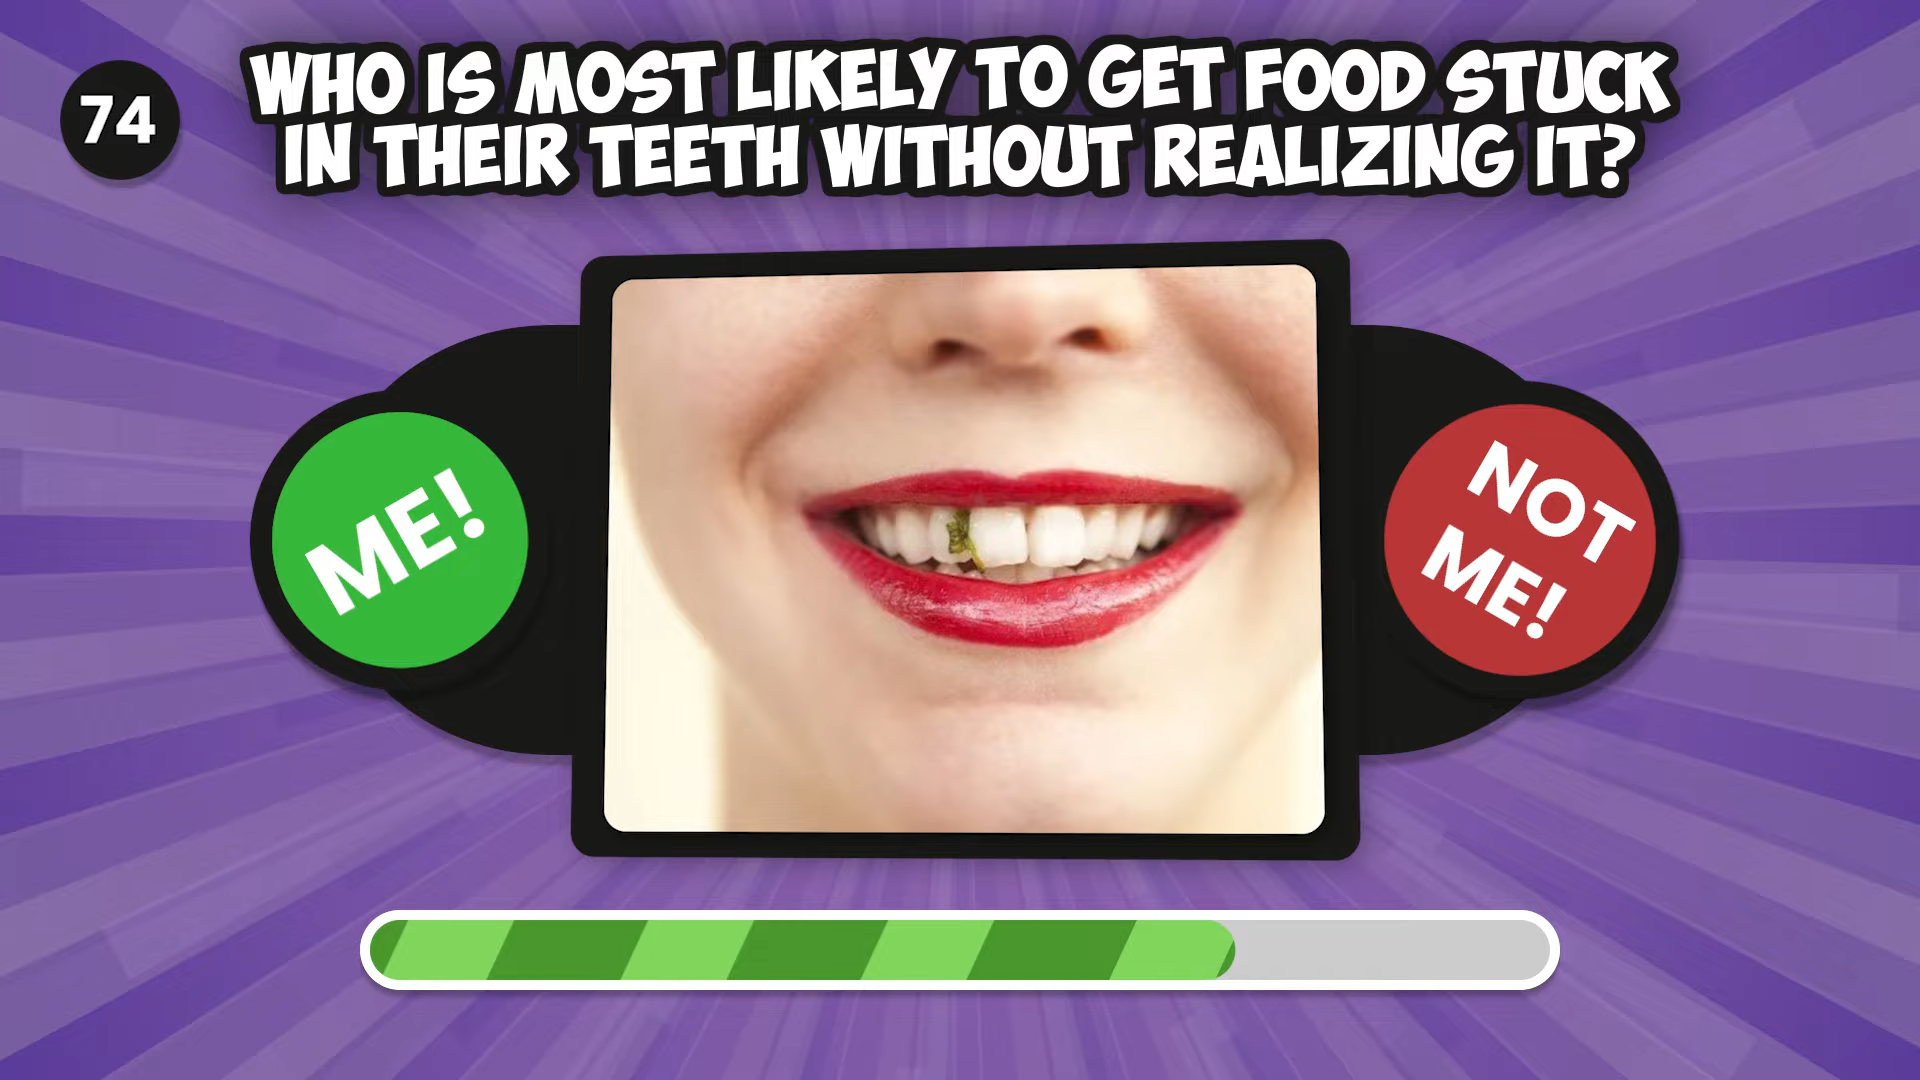 74
WHO IS MOST LIKELY TO GET FOOD STUCK
IN THEIR TEETH WITHOUT REALIZING IT?
ME!
NOT
ME!